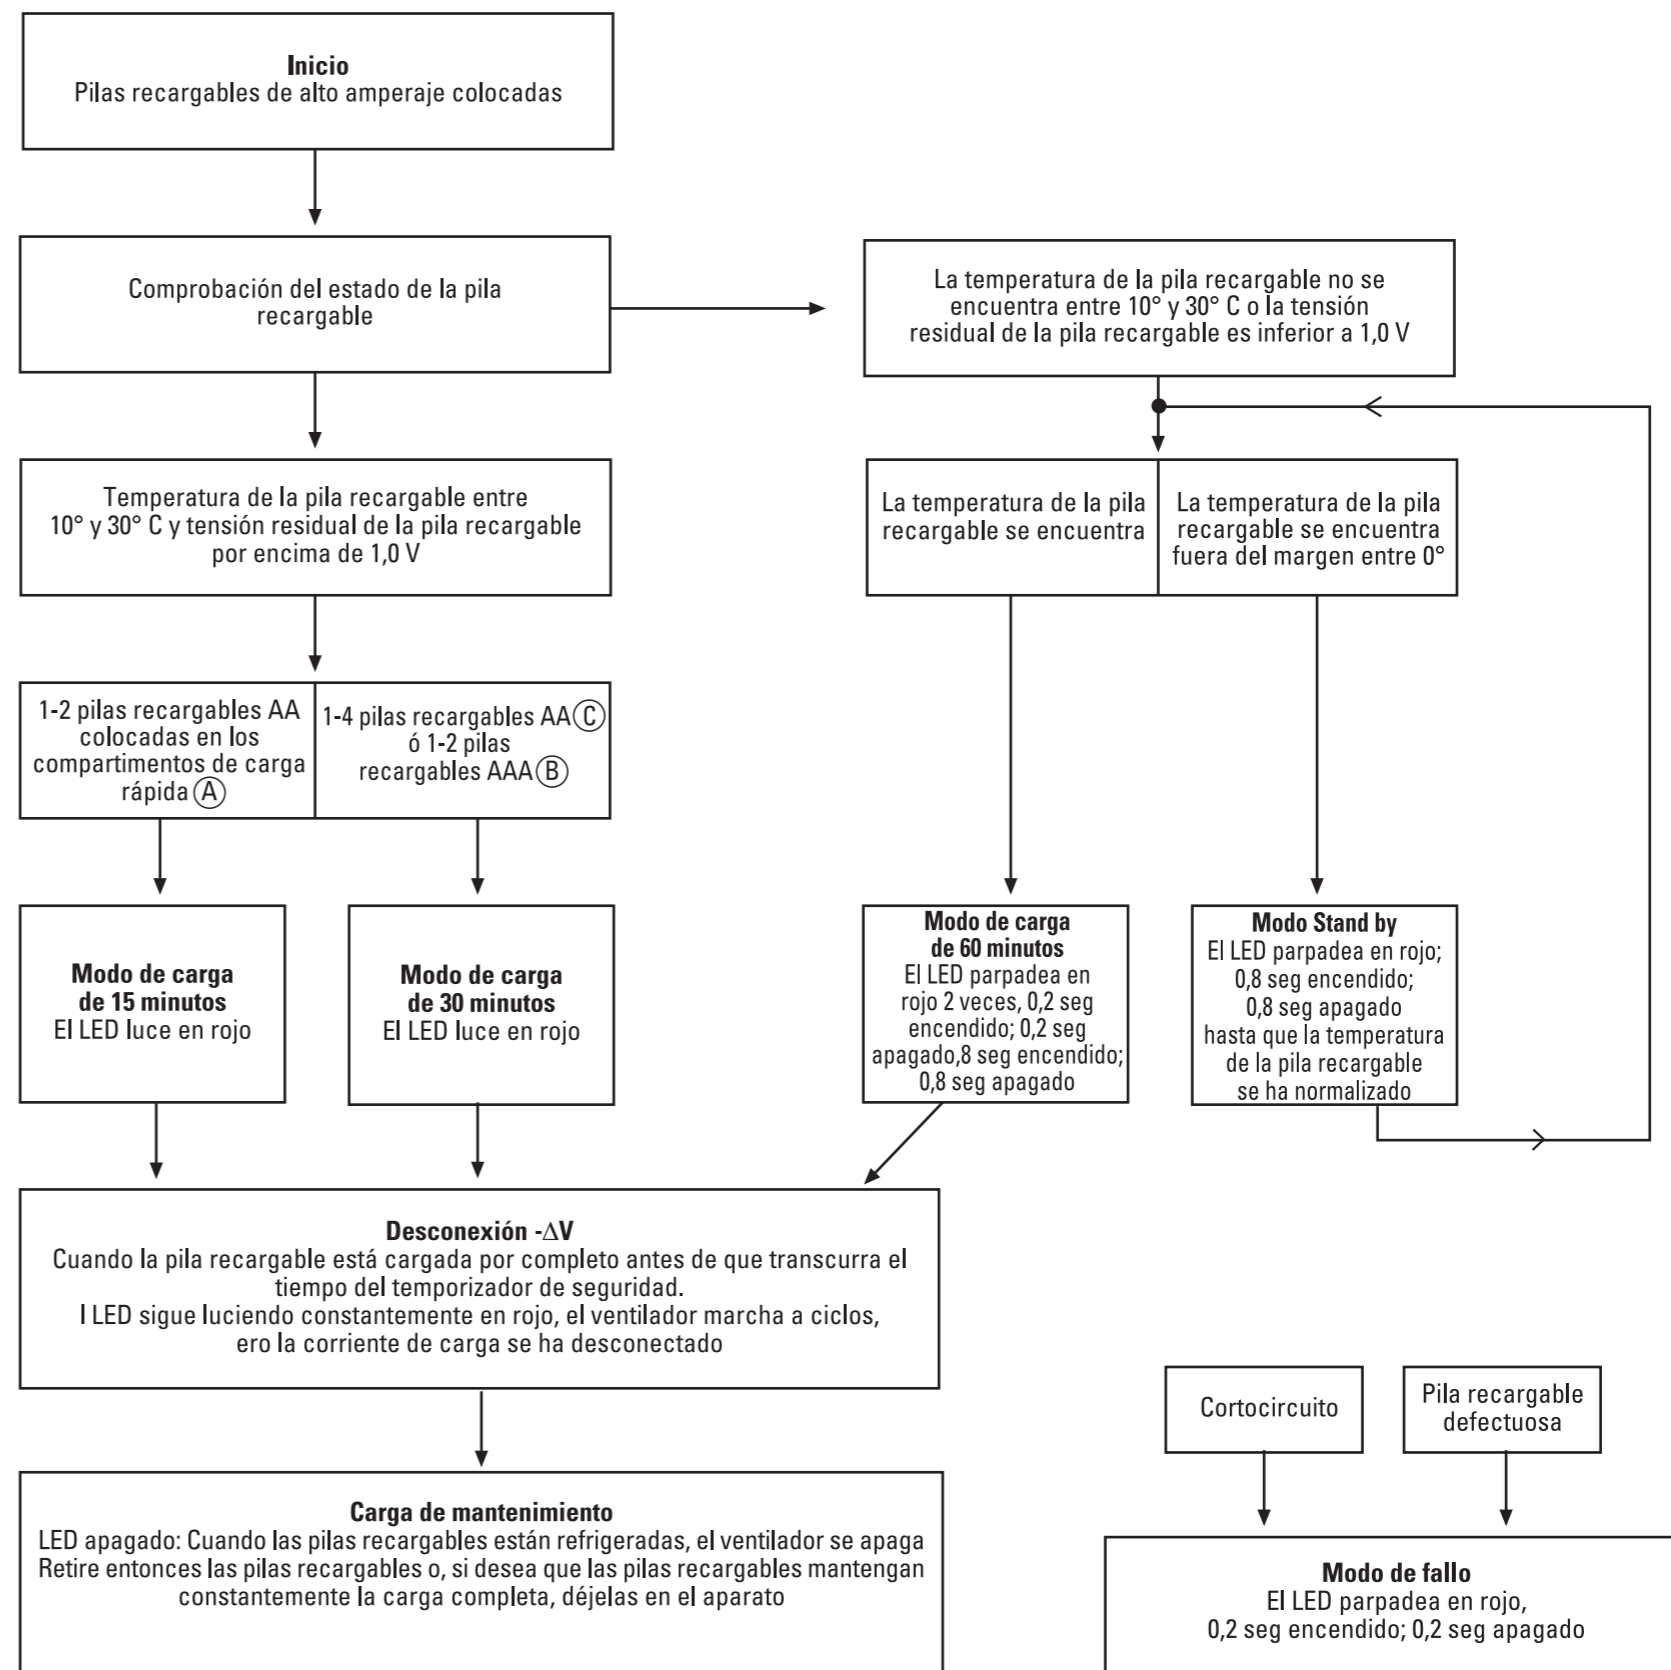 Inicio
Pilas recargables de alto amperaje colocadas
Comprobación del estado de la pila
recargable
La temperatura de la pila recargable no se
encuentra entre 10° y 30° C o la tensión
residual de la pila recargable es inferior a 1,0 V
Temperatura de la pila recargable entre
10° y 30° C y tensión residual de la pila recargable
por encima de 1,0 V
La temperatura de la pila
recargable se encuentra
La temperatura de la pila
recargable se encuentra
fuera del margen entre 0°
1-2 pilas recargables AA
colocadas en los
compartimentos de carga
rápida Ⓐ
1-4 pilas recargables AA Ⓒ
ó 1-2 pilas
recargables AAA Ⓑ
Modo de carga
de 15 minutos
El LED luce en rojo
Modo de carga
de 30 minutos
El LED luce en rojo
Modo de carga
de 60 minutos
El LED parpadea en
rojo 2 veces, 0,2 seg
encendido; 0,2 seg
apagado,8 seg encendido;
0,8 seg apagado
Modo Stand by
El LED parpadea en rojo;
0,8 seg encendido;
0,8 seg apagado
hasta que la temperatura
de la pila recargable
se ha normalizado
Desconexión -ΔV
Cuando la pila recargable está cargada por completo antes de que transcurra el
tiempo del temporizador de seguridad.
l LED sigue luciendo constantemente en rojo, el ventilador marcha a ciclos,
ero la corriente de carga se ha desconectado
Cortocircuito
Pila recargable
defectuosa
Carga de mantenimiento
LED apagado: Cuando las pilas recargables están refrigeradas, el ventilador se apaga
Retire entonces las pilas recargables o, si desea que las pilas recargables mantengan
constantemente la carga completa, déjelas en el aparato
Modo de fallo
El LED parpadea en rojo,
0,2 seg encendido; 0,2 seg apagado